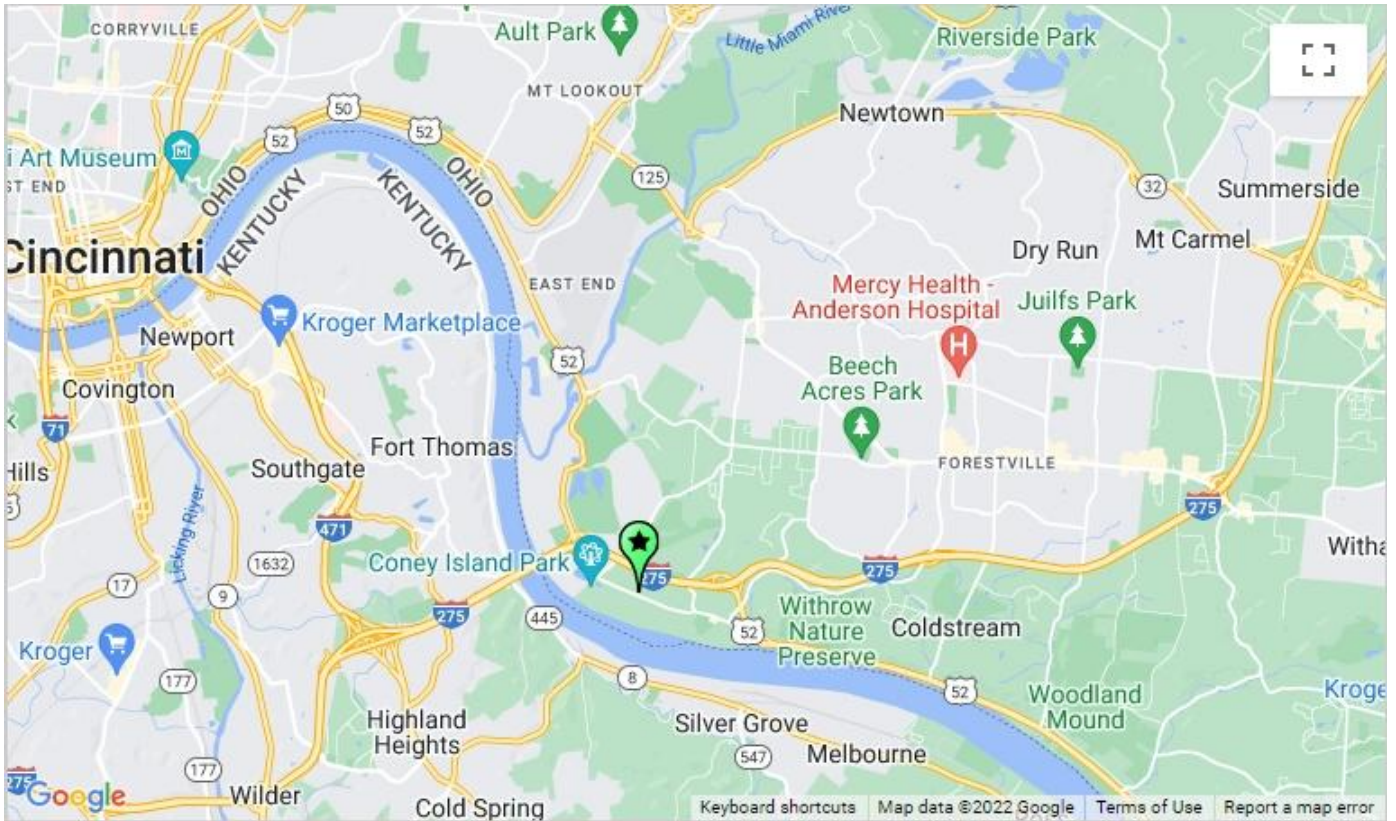 CORRYVILLE
Ault Park
Little Miami River
Riverside Park
MT LOOKOUT
50
52
52
Newtown
i Art Museum
ST END
OHIO
KENTUCKY
KENTUCKY
OHIO
125
32
Summerside
Cincinnati
Dry Run
Mt Carmel
EAST END
Mercy Health -
Anderson Hospital
H
Juilfs Park
Kroger Marketplace
Newport
52
Beech
Acres Park
Covington
71
Fort Thomas
Hills
Southgate
FORESTVILLE
275
Licking River
471
Coney Island Park
275
275
Witha
1632
17
9
275
445
Withrow
Nature
Preserve
Coldstream
52
Kroger
177
8
52
Woodland
Mound
Kroge
Highland
Heights
Silver Grove
547
Melbourne
177
275
Google
Wilder
Cold Spring
Keyboard shortcuts
Map data ©2022 Google
Terms of Use
Report a map error